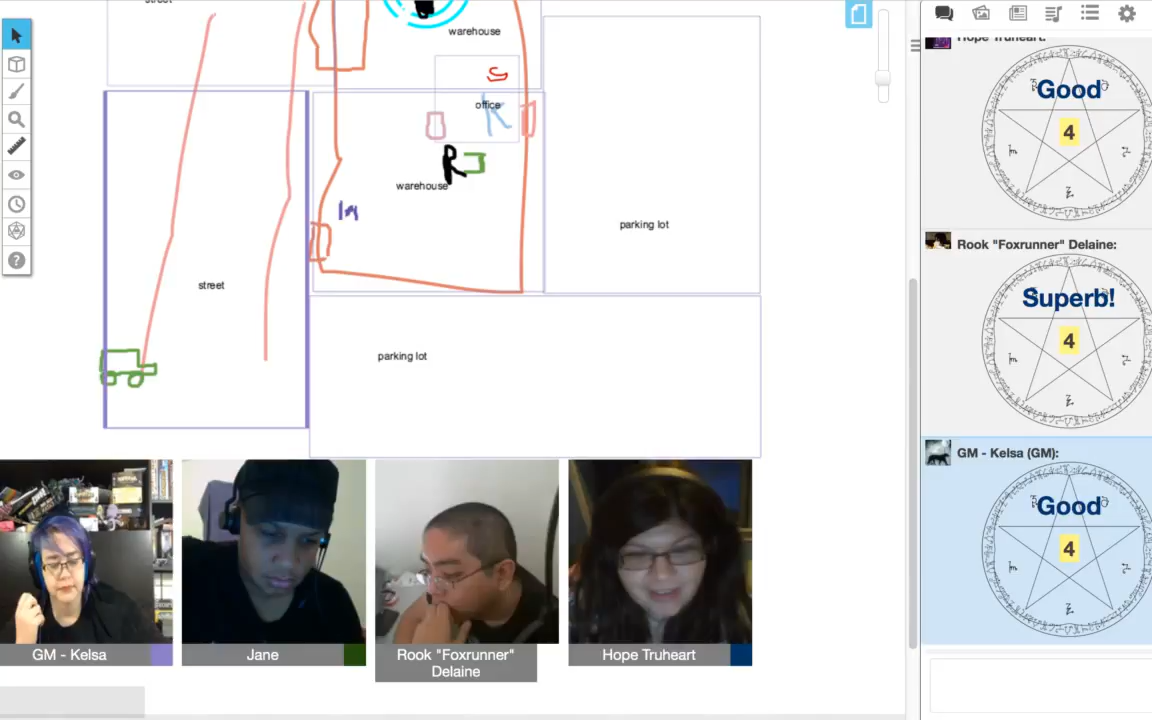 street
warehouse
S
office
K
R J
warehouse
In
parking lot
street
parking lot
GM - Kelsa
Jane
Rook "Foxrunner"
Delaine
Hope Truheart
Hope Truheart:
Good
4
Rook "Foxrunner" Delaine:
Superb!
4
GM - Kelsa (GM):
Good
4